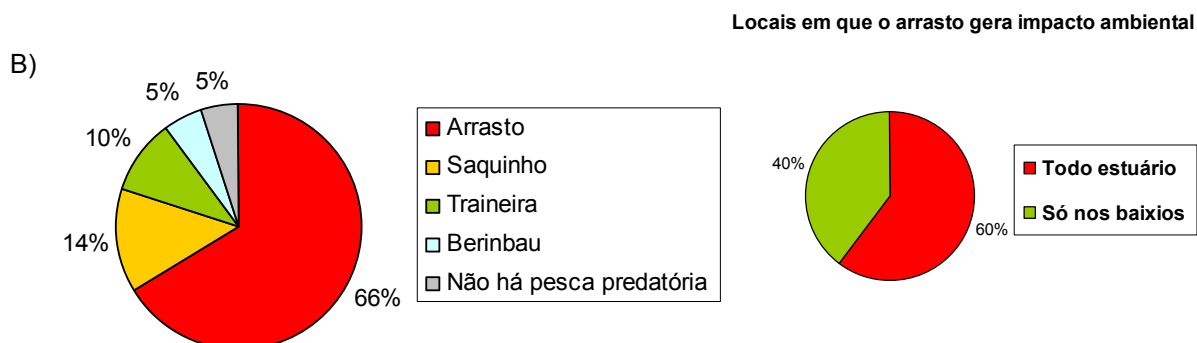 Locais em que o arrasto gera impacto ambiental
B)
5%
5%
10%
14%
66%
Arrasto
Saquinho
Traineira
Berinbau
Não há pesca predatória
40%
60%
Todo estuário
Só nos baixios